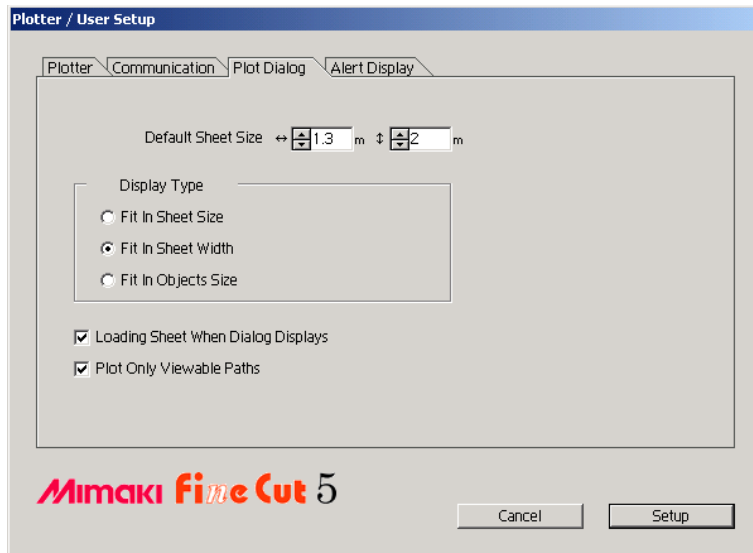 Plotter / User Setup
Plotter Communication Plot Dialog Alert Display
Default Sheet Size ↔ 1.3 m ↕ 2 m
Display Type
Fit In Sheet Size
Fit In Sheet Width
Fit In Objects Size
Loading Sheet When Dialog Displays
Plot Only Viewable Paths
MIMAKI Fine Cut 5
Cancel Setup